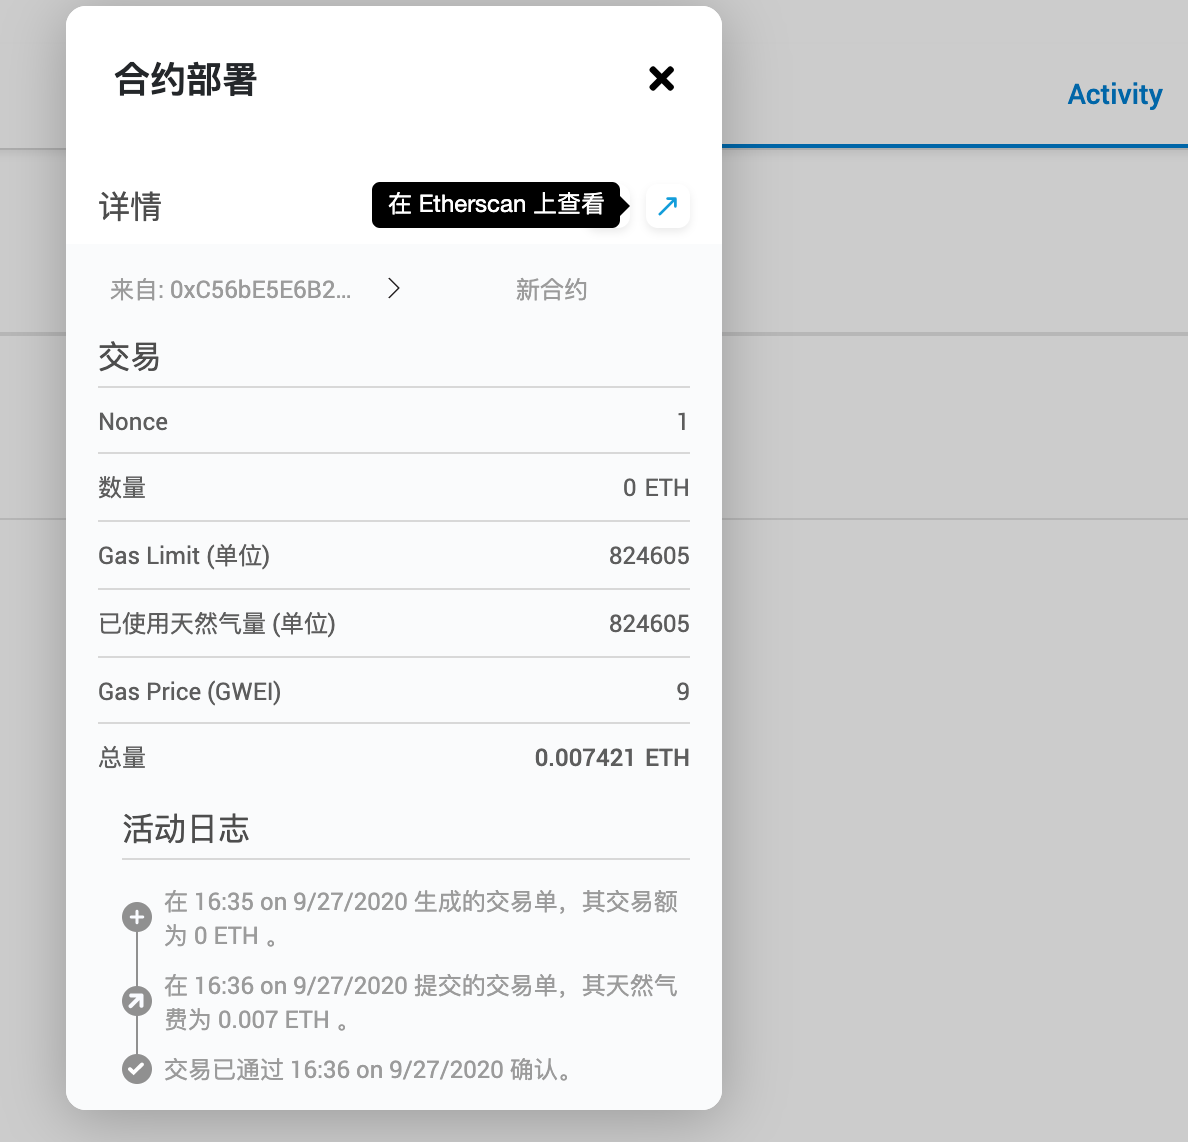 合约部署
Activity
详情
在 Etherscan 上查看
来自: 0xC56bE5E6B2...
新合约
交易
Nonce 1
数量 0 ETH
Gas Limit (单位) 824605
已使用天然气量 (单位) 824605
Gas Price (GWEI) 9
总量 0.007421 ETH
活动日志
在 16:35 on 9/27/2020 生成的交易单，其交易额
为 0 ETH 。
在 16:36 on 9/27/2020 提交的交易单，其天然气
费为 0.007 ETH 。
交易已通过 16:36 on 9/27/2020 确认。